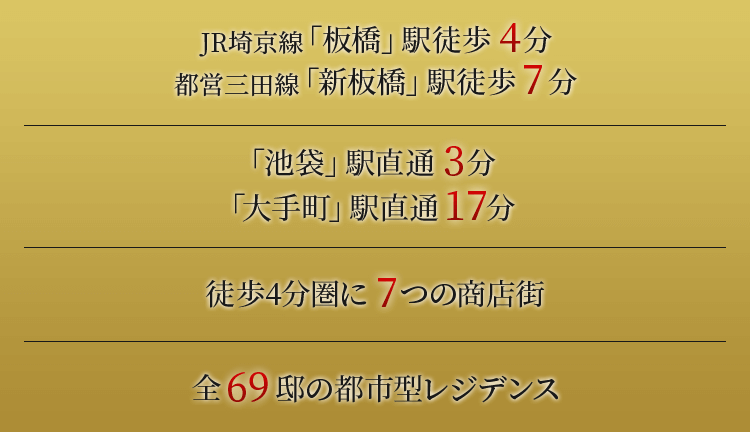 JR埼京線「板橋」駅徒歩4分
都営三田線「新板橋」駅徒歩7分
「池袋」駅直通3分
「大手町」駅直通17分
徒歩4分圏に7つの商店街
全69邸の都市型レジデンス